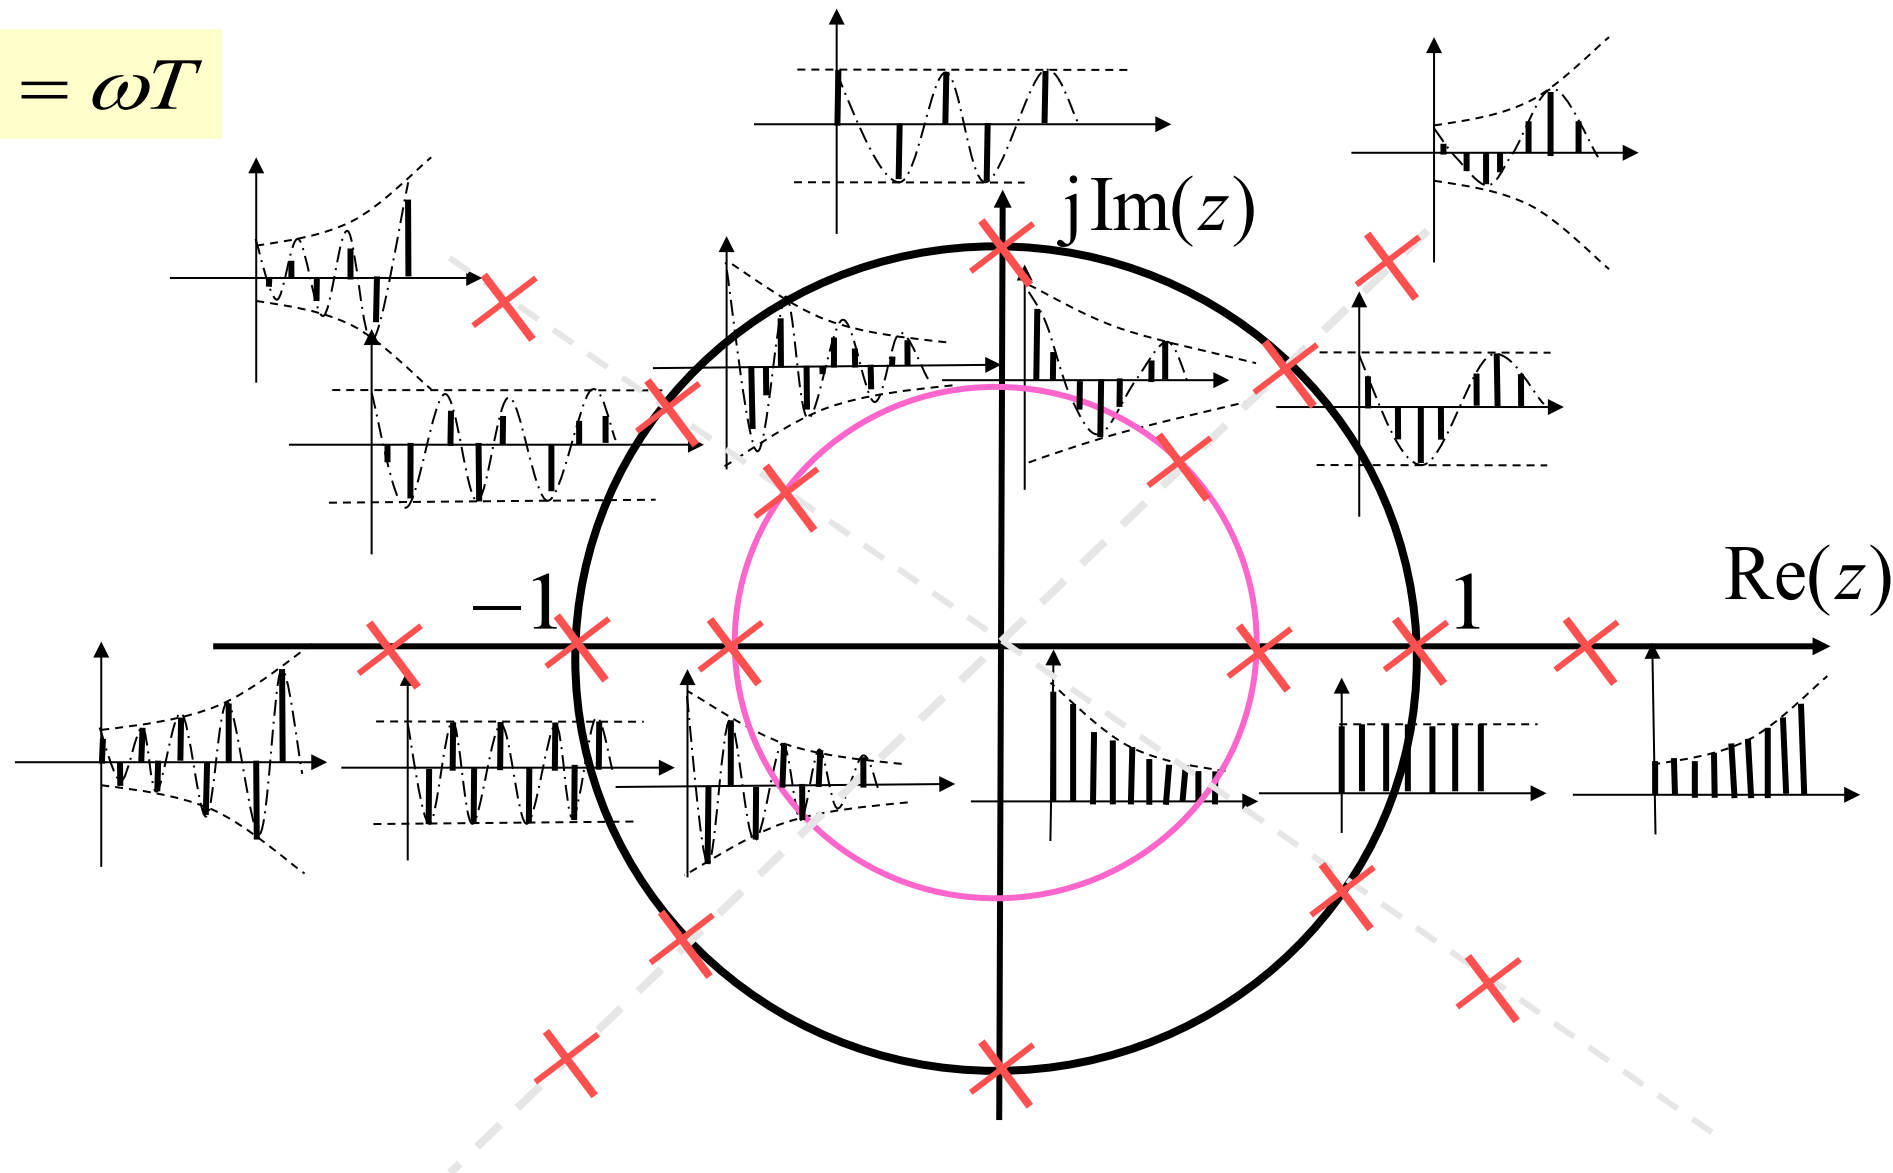 = ωT
j Im(z)
−1
1
Re(z)